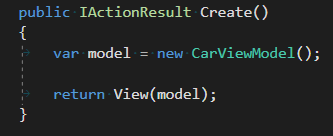 public IActionResult Create()
{
var model = new CarViewModel();
return View(model);
}